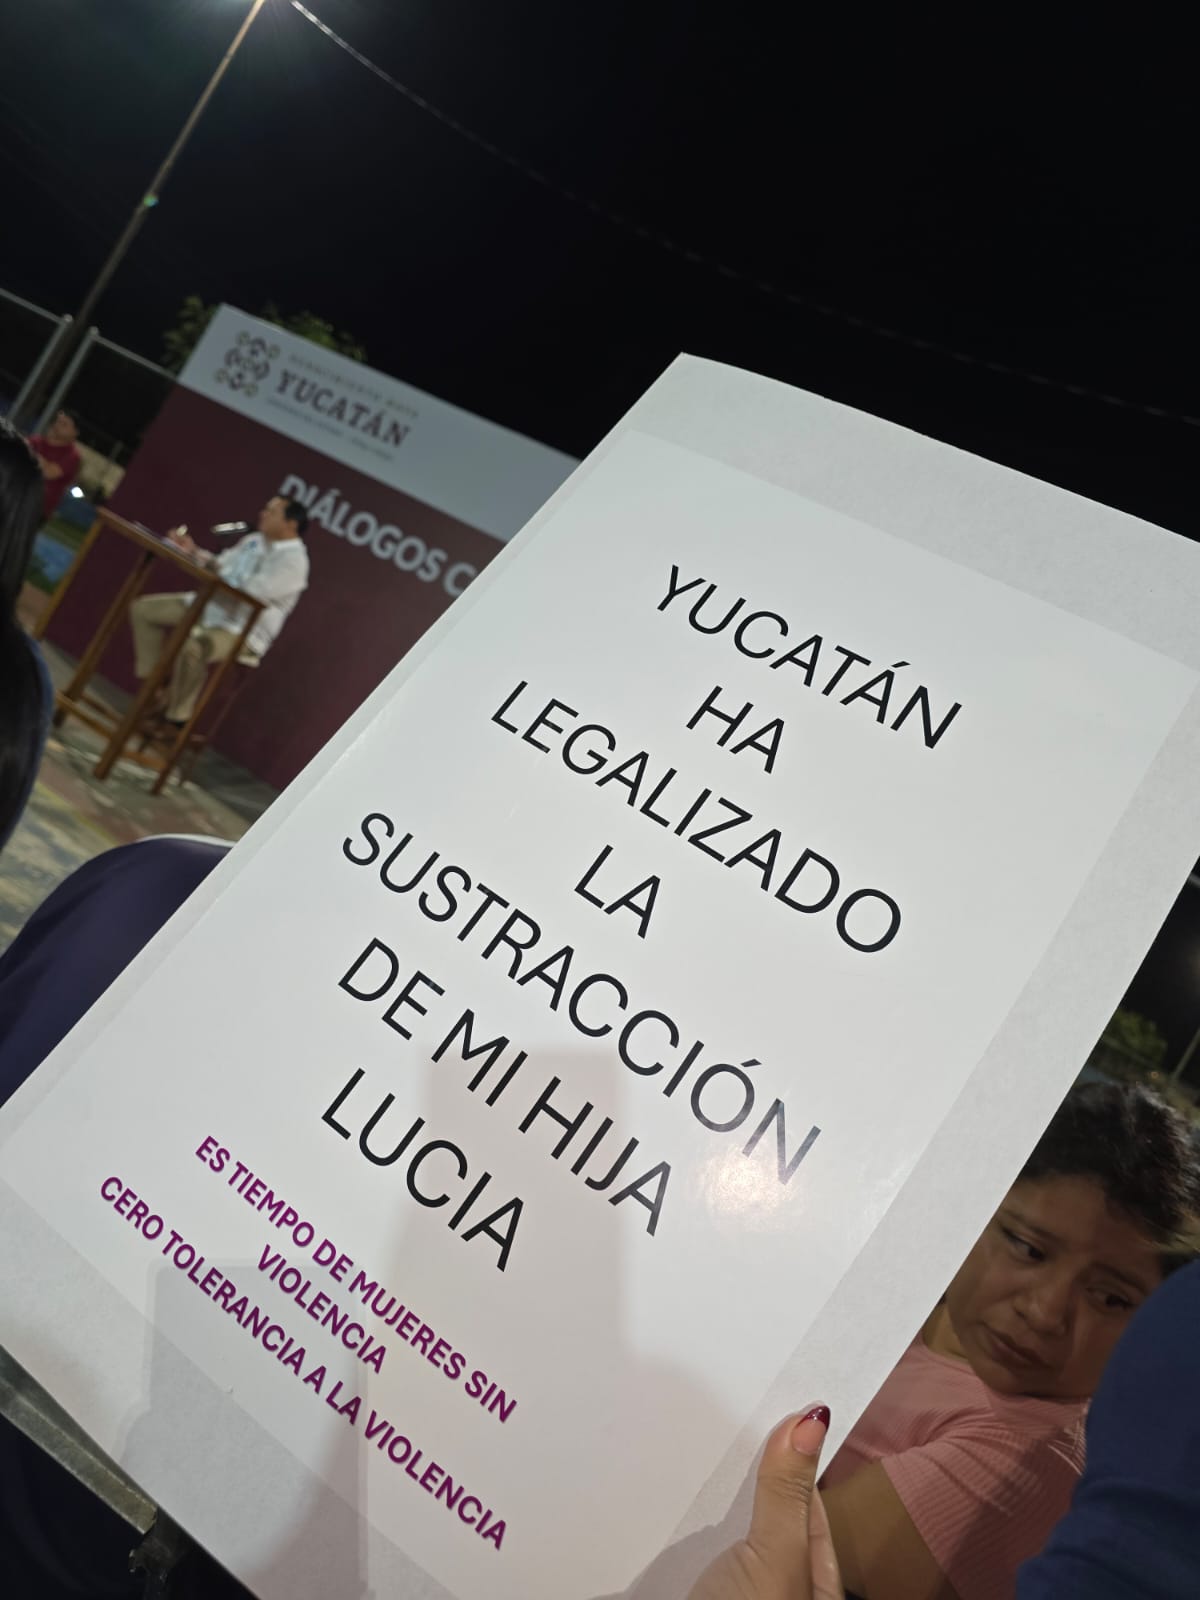 YUCATÁN
DIÁLOGOS C
YUCATÁN
HA
LEGALIZADO
LA
SUSTRACCIÓN
DE MI HIJA
LUCIA
ES TIEMPO DE MUJERES SIN
VIOLENCIA
CERO TOLERANCIA A LA VIOLENCIA